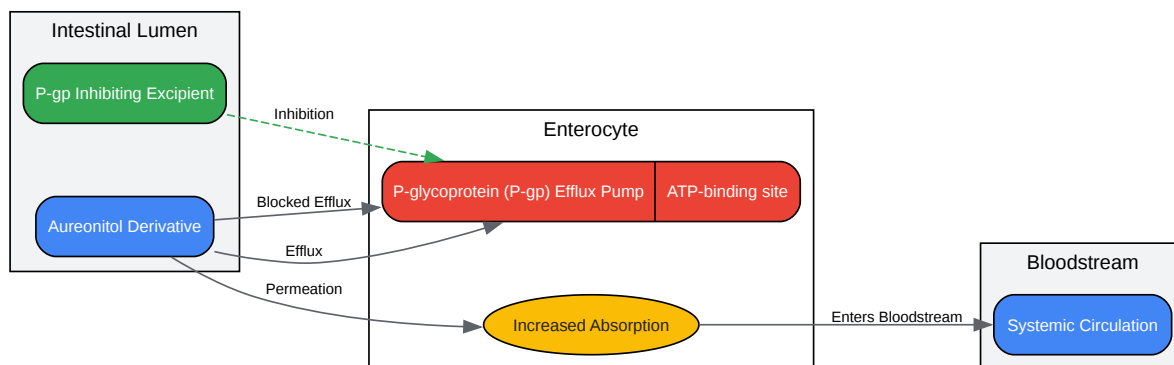 Intestinal Lumen
P-gp Inhibiting Excipient
Inhibition
Enterocyte
P-glycoprotein (P-gp) Efflux Pump
ATP-binding site
Aureonitol Derivative
Blocked Efflux
Efflux
Permeation
Increased Absorption
Enters Bloodstream
Bloodstream
Systemic Circulation